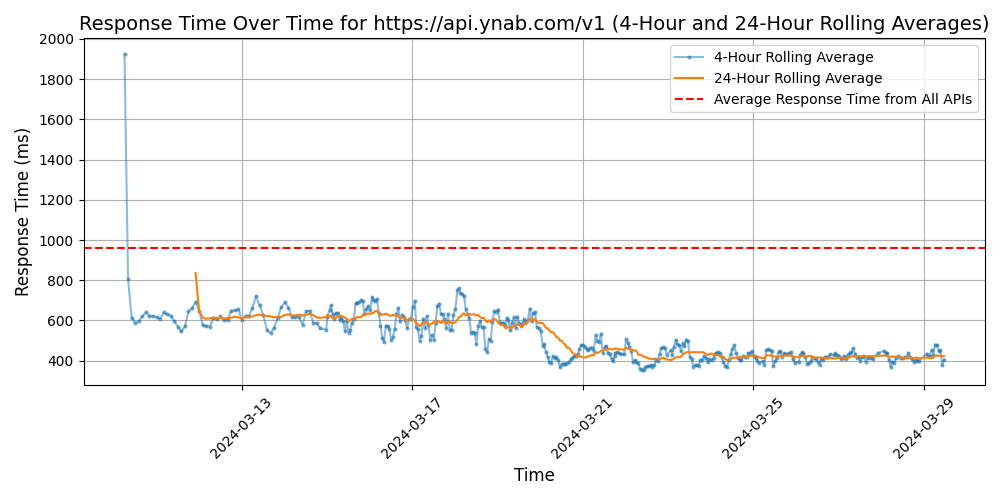 Response Time Over Time for https://api.ynab.com/v1 (4-Hour and 24-Hour Rolling Averages)
4-Hour Rolling Average
24-Hour Rolling Average
Average Response Time from All APIs
Response Time (ms)
2000
1800
1600
1400
1200
1000
800
600
400
2024-03-13
2024-03-17
2024-03-21
2024-03-25
2024-03-29
Time